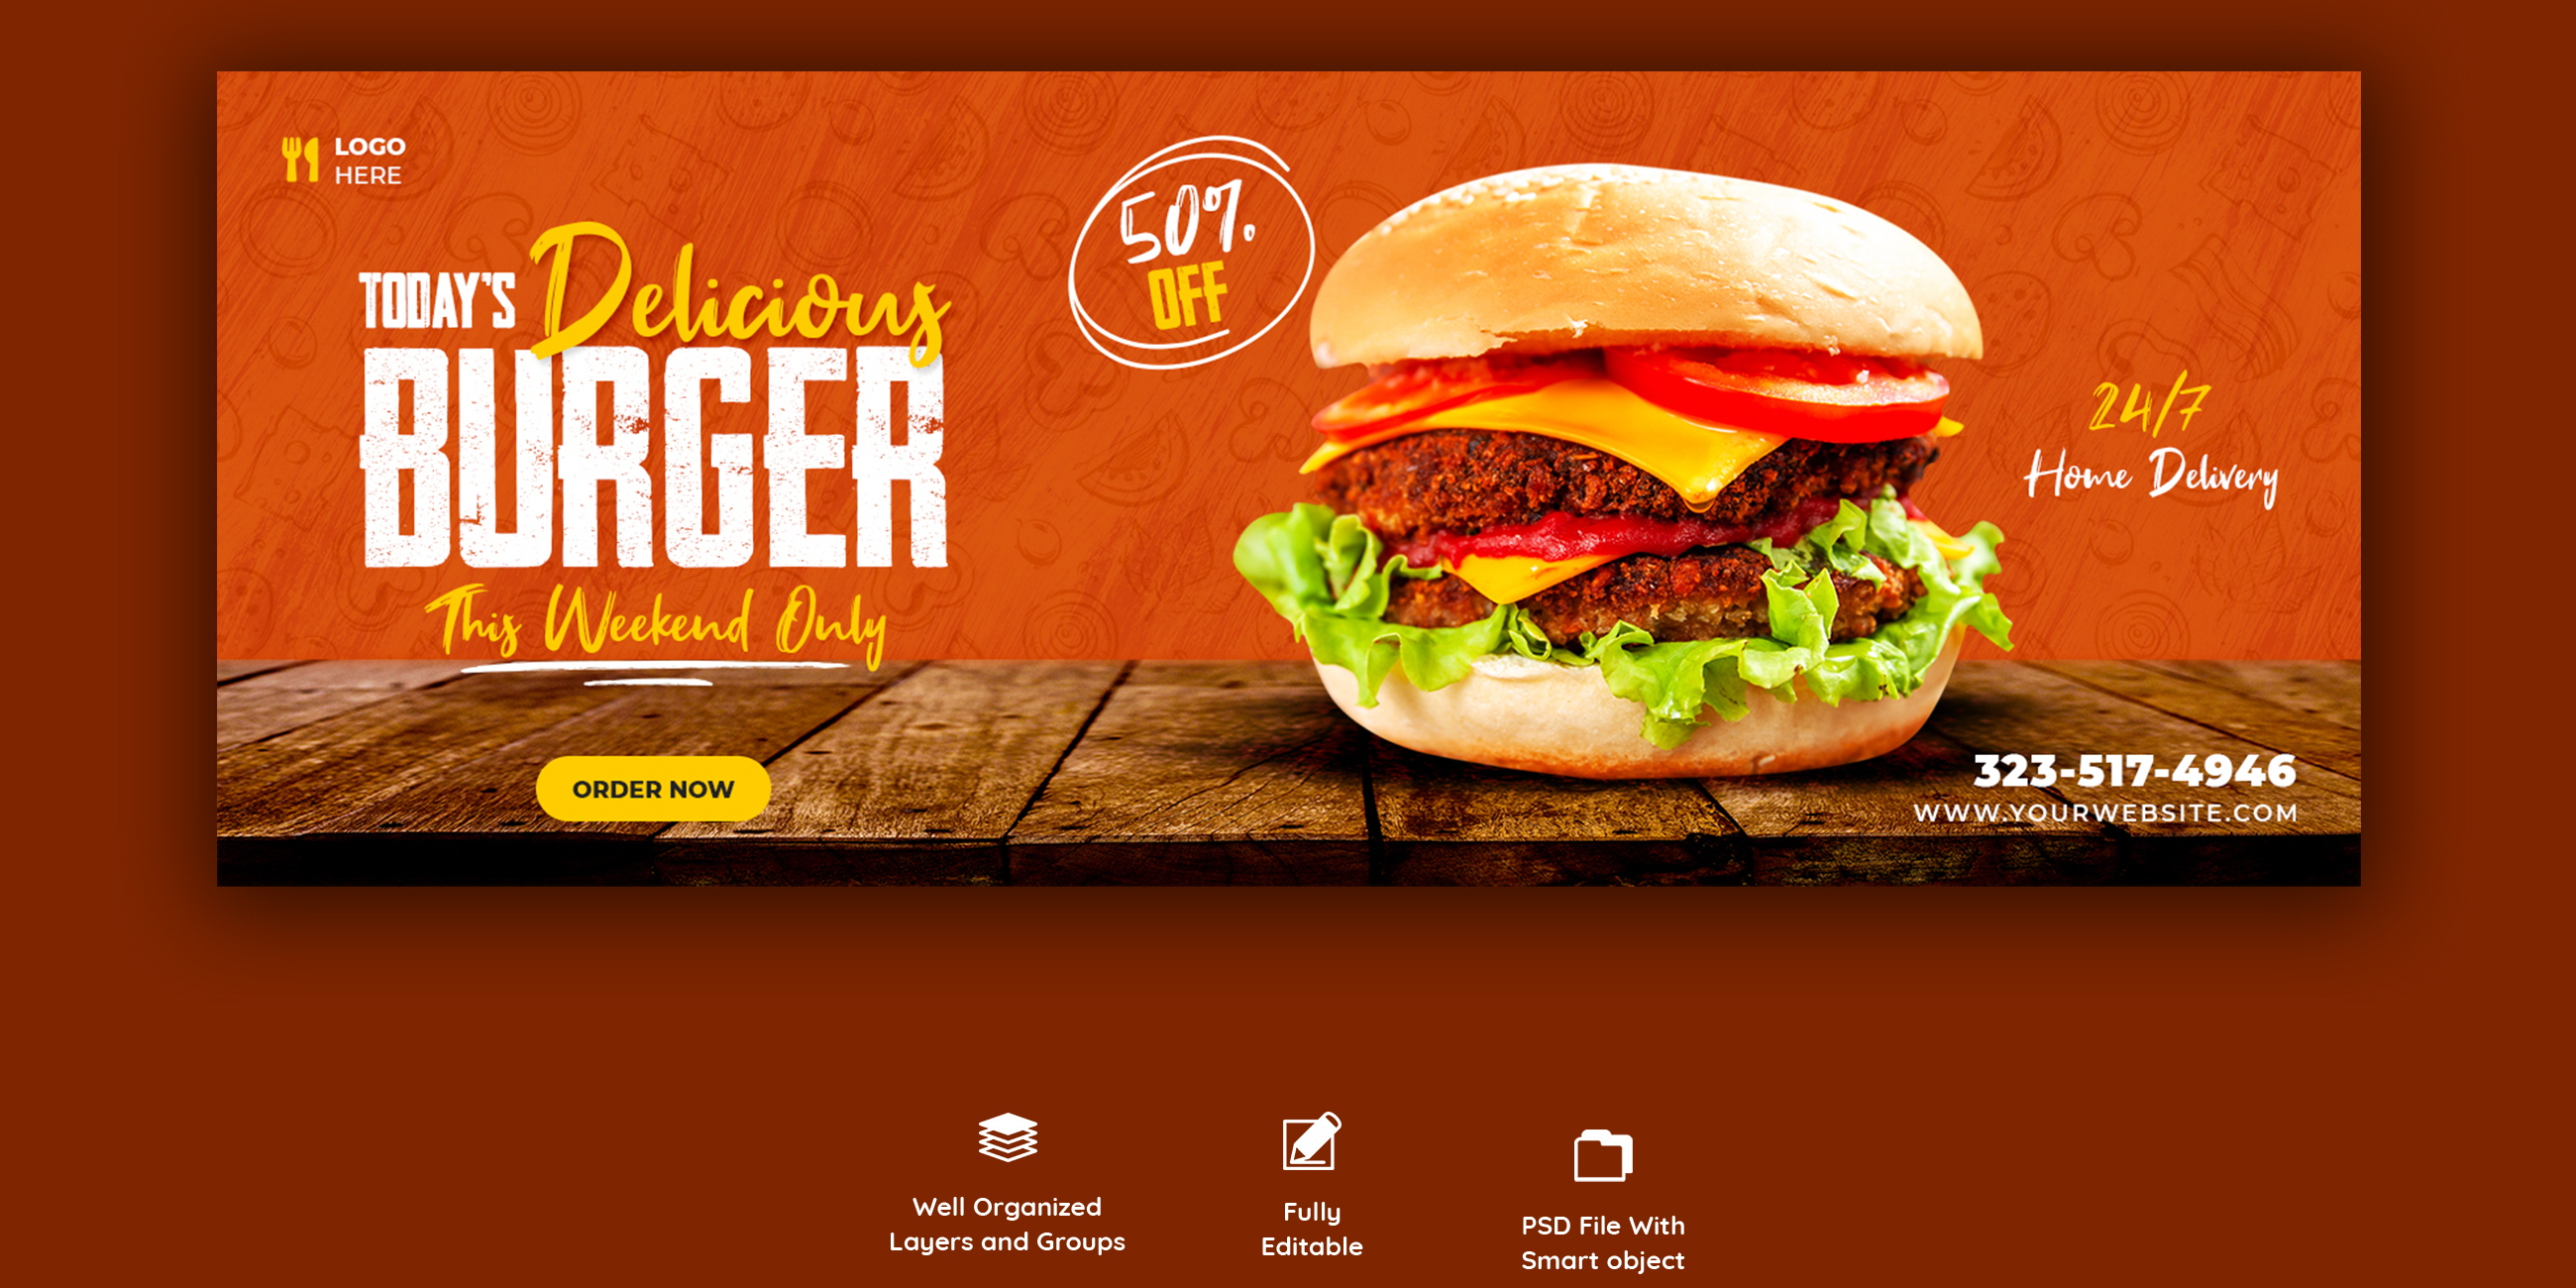 LOGO
HERE
TODAY'S Delicious
BURGER
This Weekend Only
ORDER NOW
50%
OFF
24/7
Home Delivery
323-517-4946
WWW.YOURWEBSITE.COM
Well Organized
Layers and Groups
Fully
Editable
PSD File With
Smart object